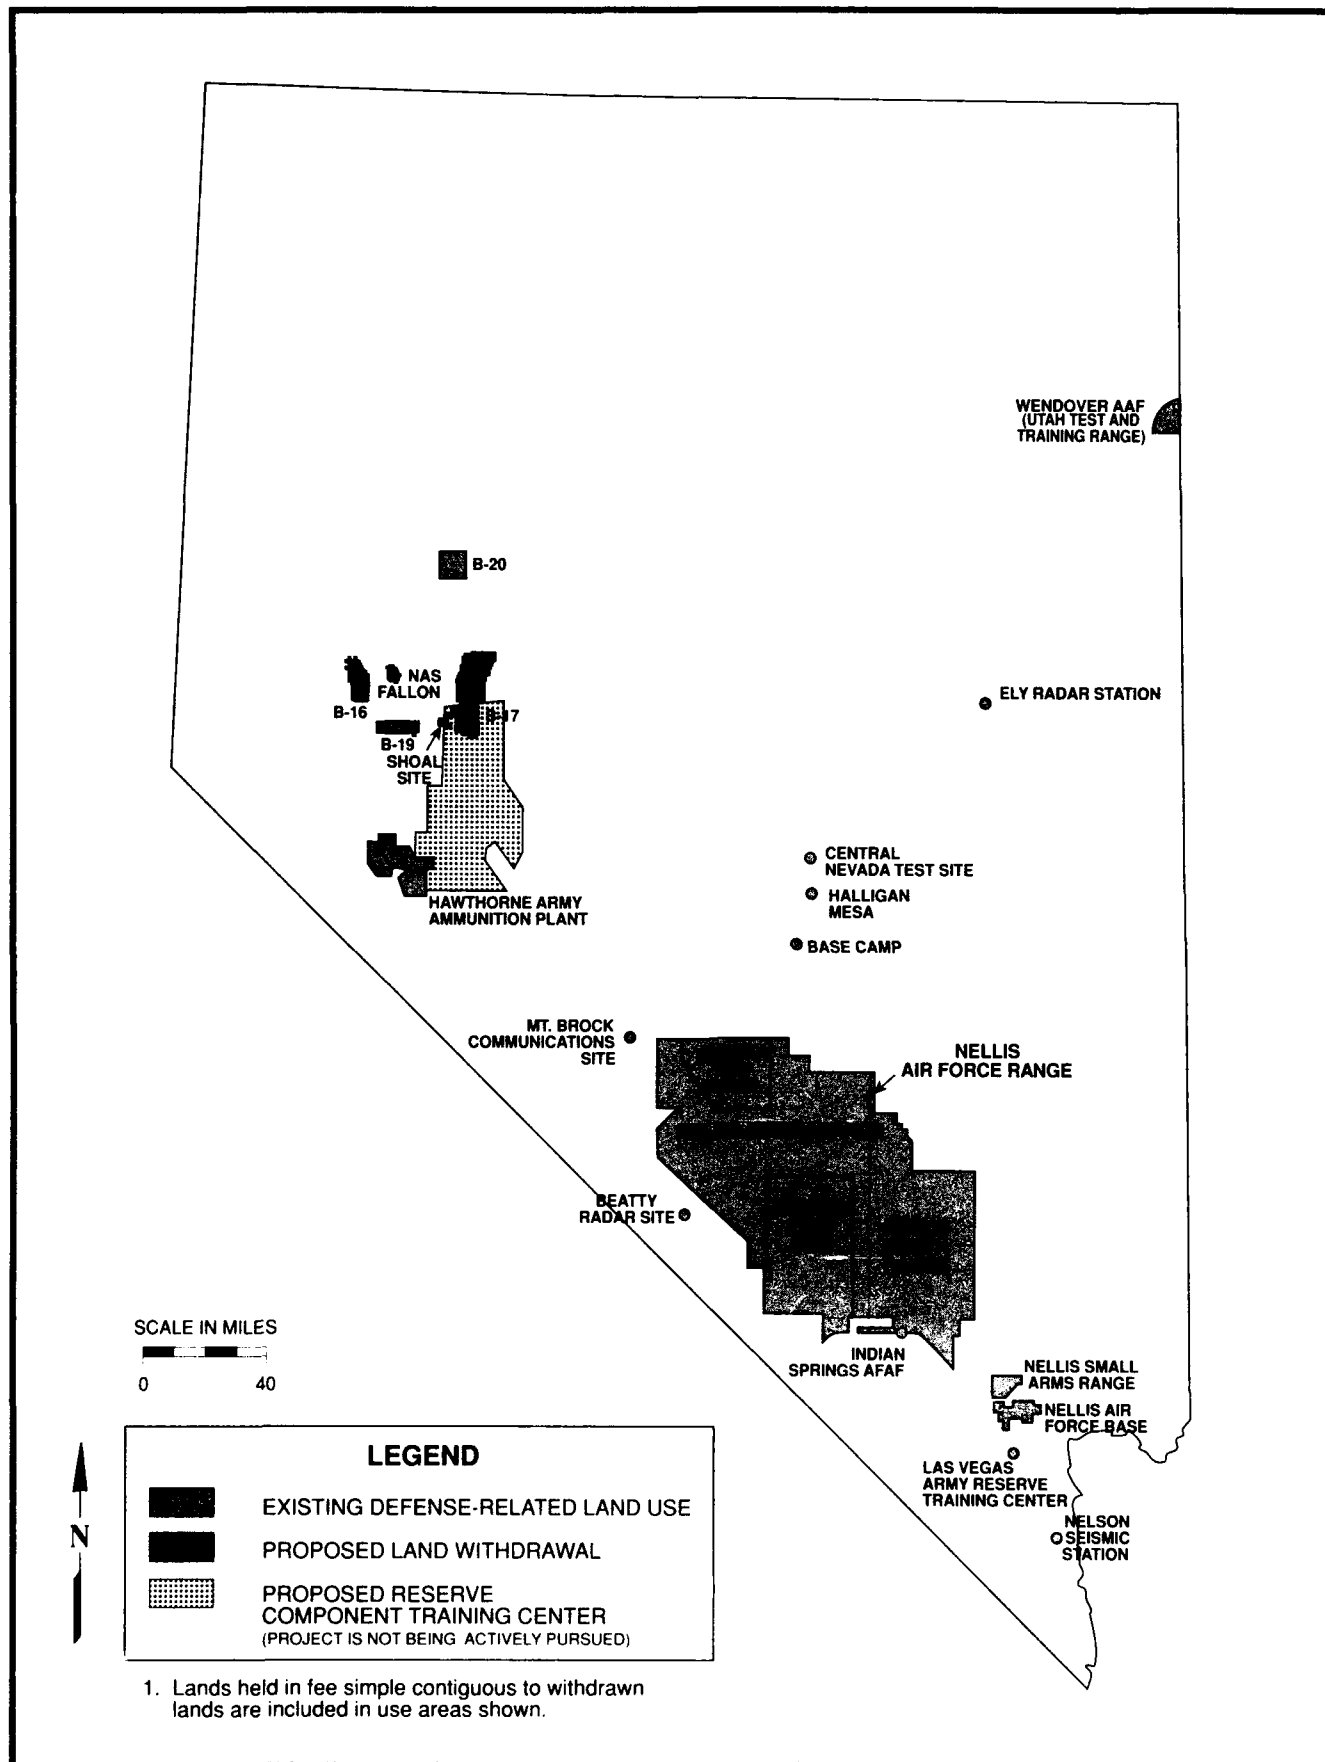 WENDOVER AAF
(UTAH TEST AND
TRAINING RANGE)
B-20
NAS
FALLON
B-16
B-17
B-19
SHOAL
SITE
ELY RADAR STATION
CENTRAL
NEVADA TEST SITE
HALLIGAN
MESA
HAWTHORNE ARMY
AMMUNITION PLANT
BASE CAMP
MT. BROCK
COMMUNICATIONS
SITE
NELLIS
AIR FORCE RANGE
BEATTY
RADAR SITE
INDIAN
SPRINGS AFAF
NELLIS SMALL
ARMS RANGE
NELLIS AIR
FORCE BASE
LAS VEGAS
ARMY RESERVE
TRAINING CENTER
NELSON
SEISMIC
STATION
SCALE IN MILES
0 40
N
LEGEND
EXISTING DEFENSE-RELATED LAND USE
PROPOSED LAND WITHDRAWAL
PROPOSED RESERVE
COMPONENT TRAINING CENTER
(PROJECT IS NOT BEING ACTIVELY PURSUED)
1. Lands held in fee simple contiguous to withdrawn
lands are included in use areas shown.